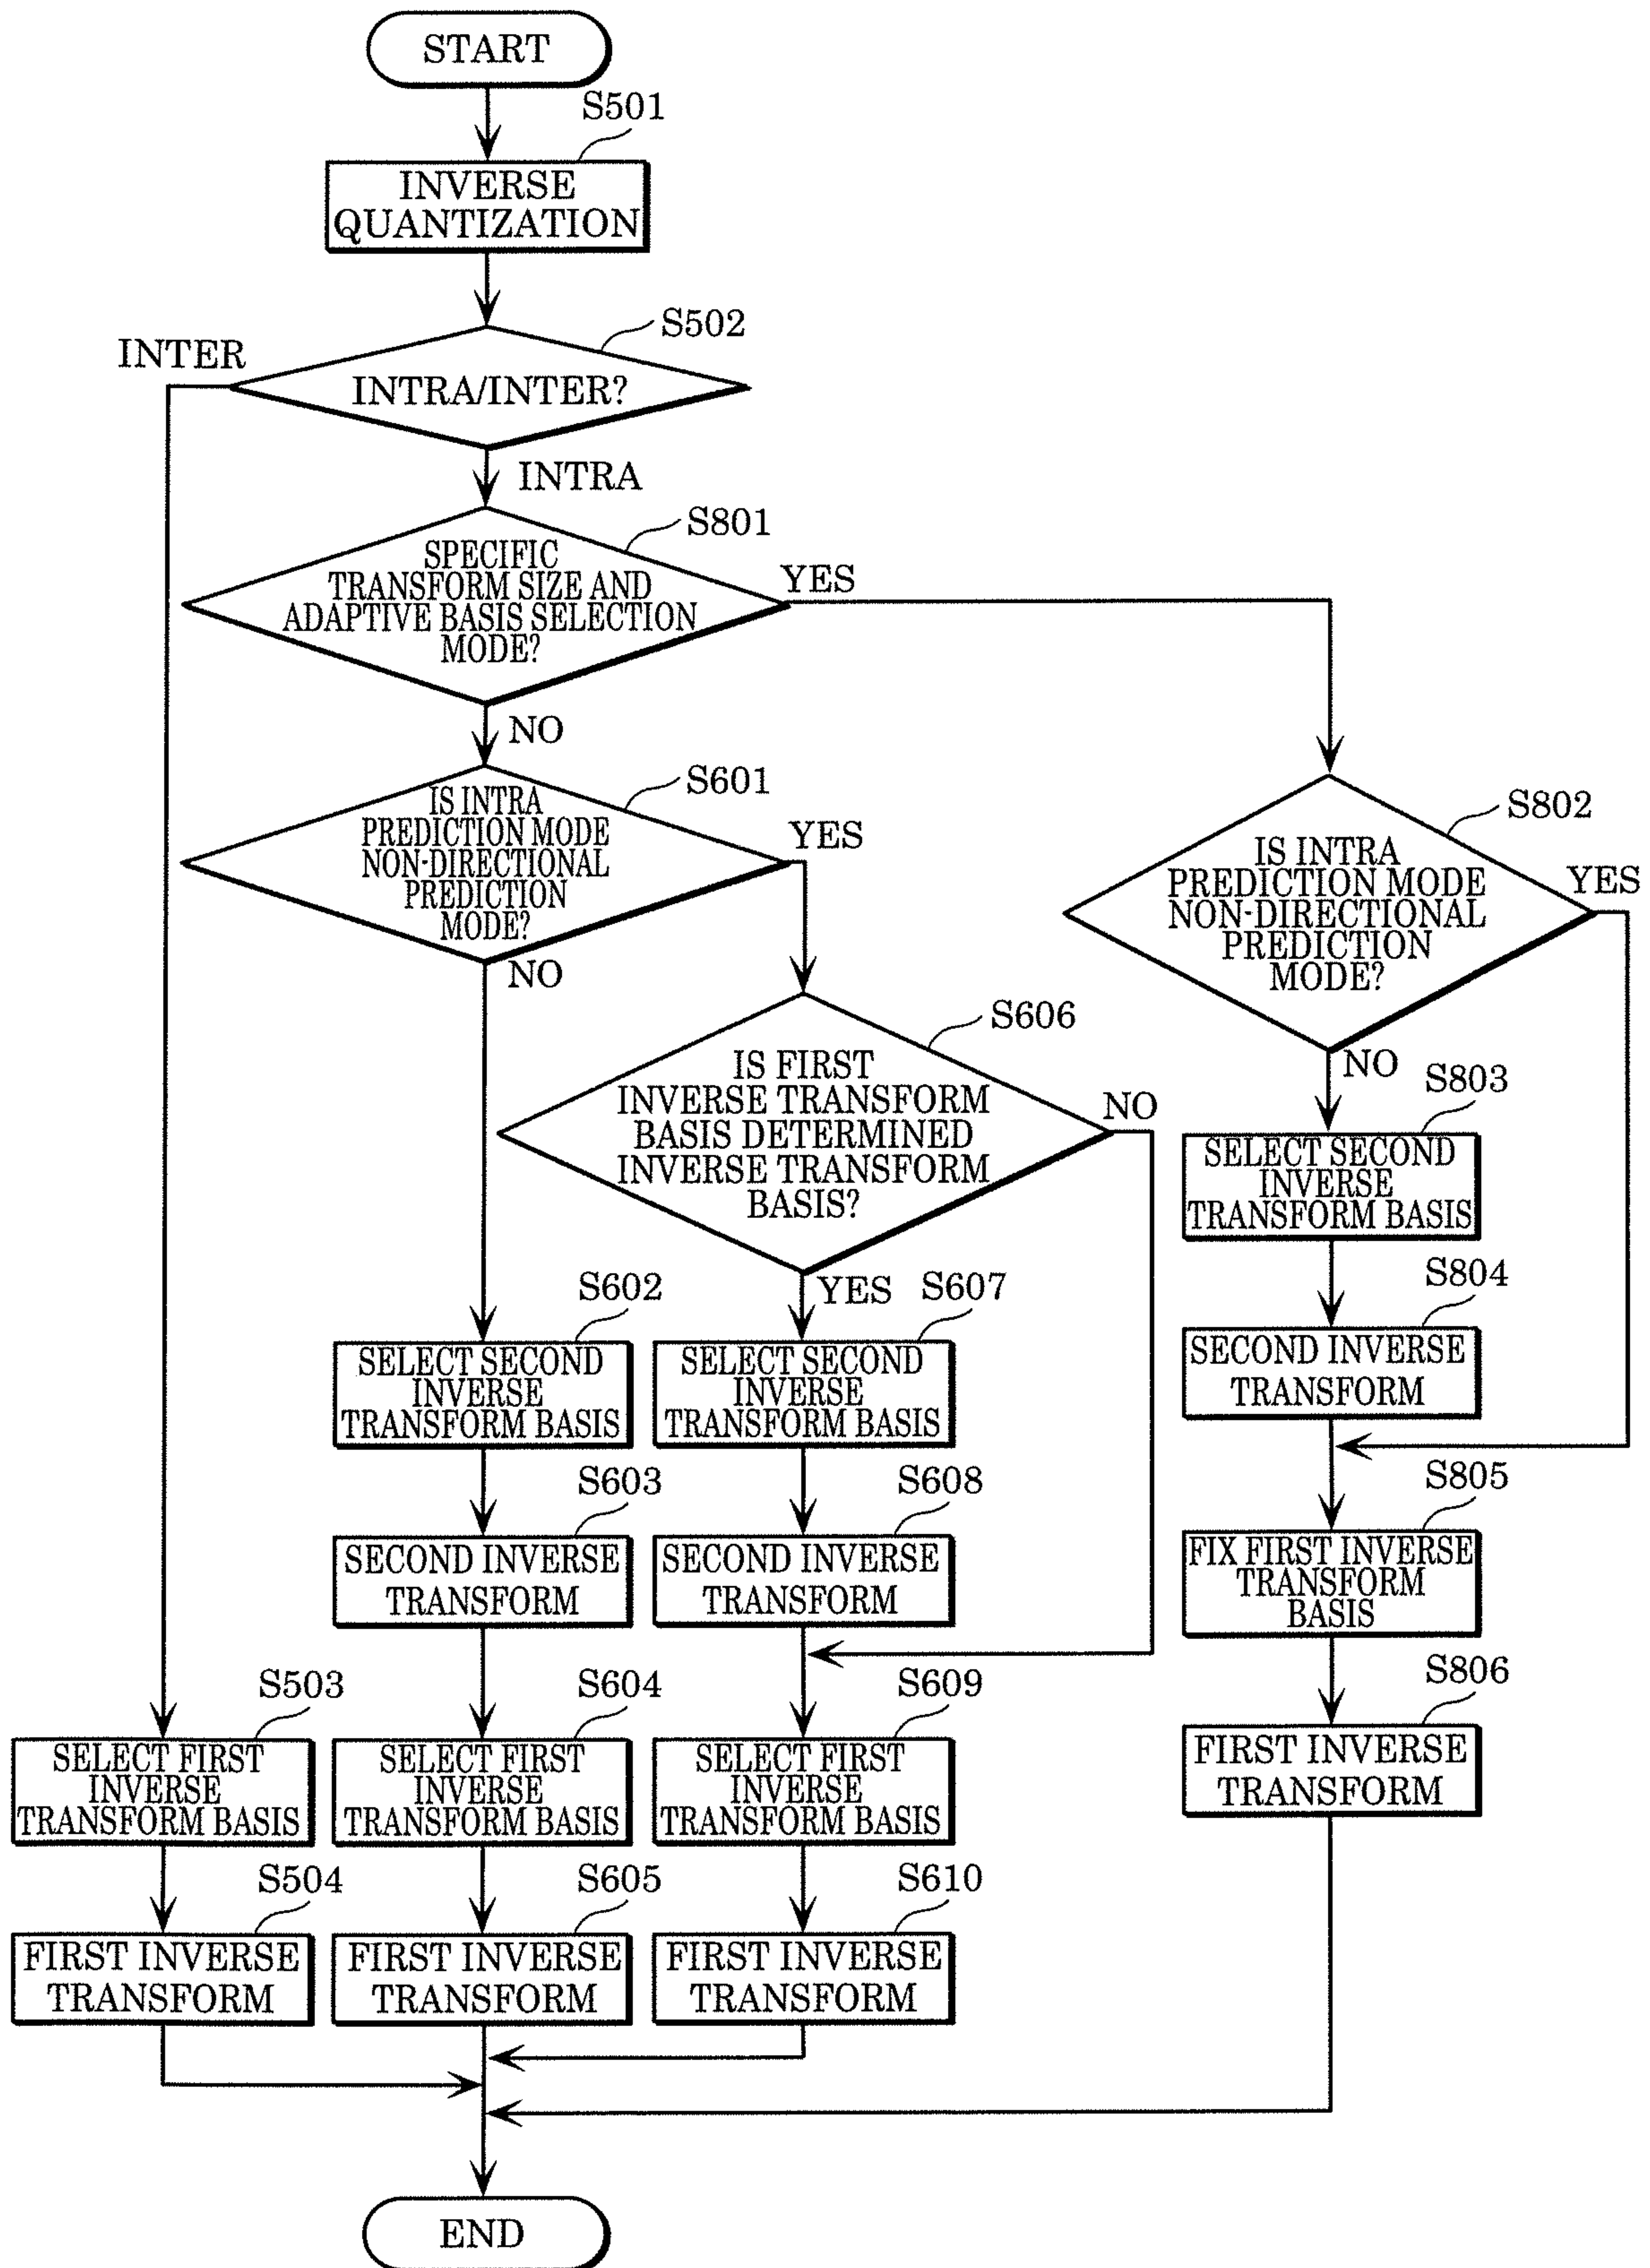 START
S501
INVERSE
QUANTIZATION
S502
INTER
INTRA/INTER?
INTRA
S801
SPECIFIC
TRANSFORM SIZE AND
ADAPTIVE BASIS SELECTION
MODE?
YES
NO
S601
IS INTRA
PREDICTION MODE
NON-DIRECTIONAL
PREDICTION
MODE?
YES
NO
S802
IS INTRA
PREDICTION MODE
NON-DIRECTIONAL
PREDICTION
MODE?
YES
NO
S606
IS FIRST
INVERSE TRANSFORM
BASIS DETERMINED
INVERSE TRANSFORM
BASIS?
NO
YES
S803
SELECT SECOND
INVERSE
TRANSFORM BASIS
S804
SECOND INVERSE
TRANSFORM
S602
SELECT SECOND
INVERSE
TRANSFORM BASIS
S607
SELECT SECOND
INVERSE
TRANSFORM BASIS
S603
SECOND INVERSE
TRANSFORM
S608
SECOND INVERSE
TRANSFORM
S805
FIX FIRST INVERSE
TRANSFORM
BASIS
S806
FIRST INVERSE
TRANSFORM
S503
SELECT FIRST
INVERSE
TRANSFORM BASIS
S604
SELECT FIRST
INVERSE
TRANSFORM BASIS
S609
SELECT FIRST
INVERSE
TRANSFORM BASIS
S504
FIRST INVERSE
TRANSFORM
S605
FIRST INVERSE
TRANSFORM
S610
FIRST INVERSE
TRANSFORM
END